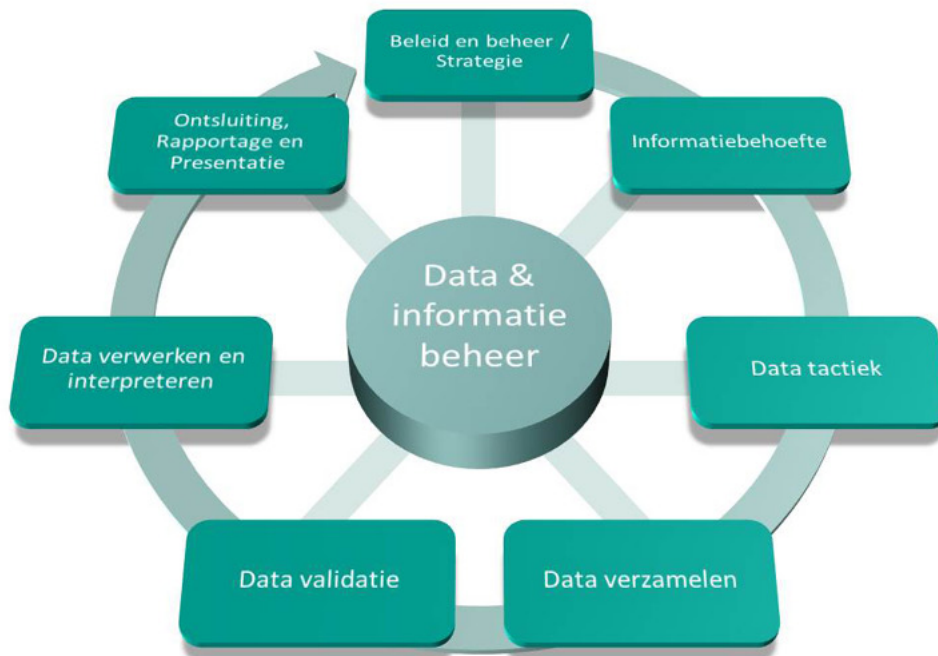 Beleid en beheer /
Strategie
Informatiebehoefte
Data tactiek
Data verzamelen
Data validatie
Data verwerken en
interpreteren
Ontsluiting,
Rapportage en
Presentatie
Data &
informatie
beheer